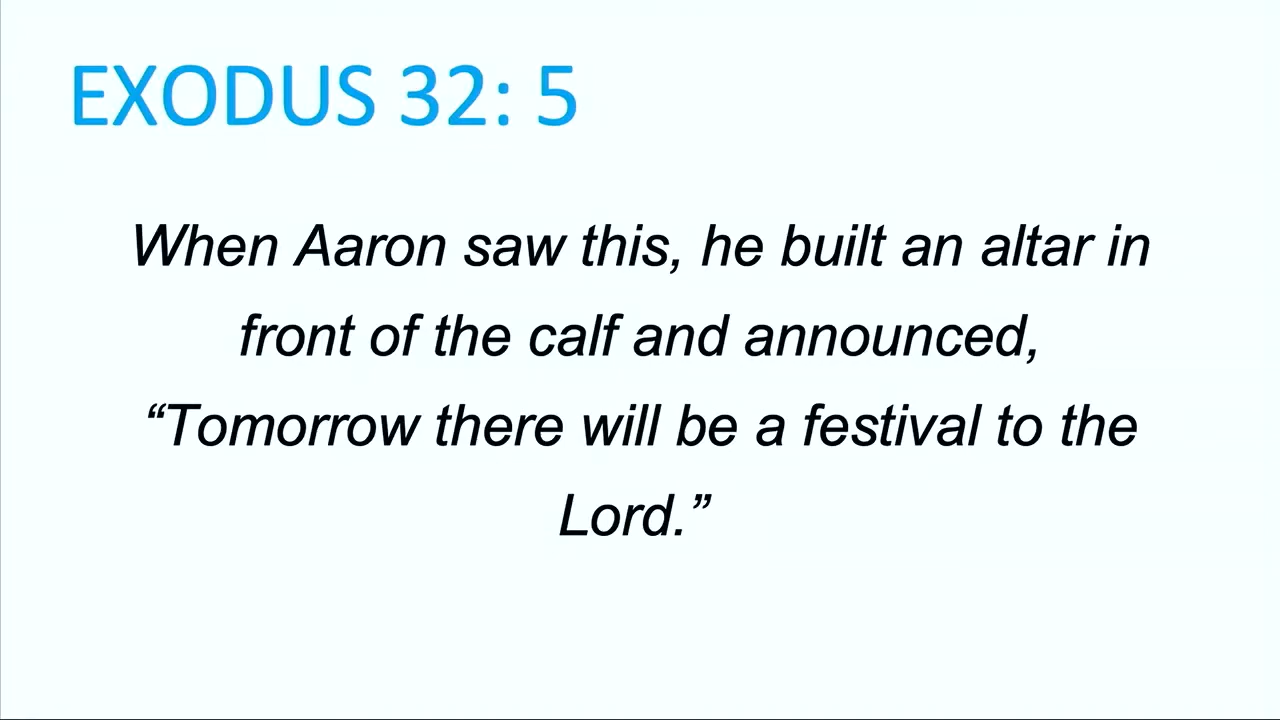 EXODUS 32: 5
When Aaron saw this, he built an altar in
front of the calf and announced,
“Tomorrow there will be a festival to the
Lord.”